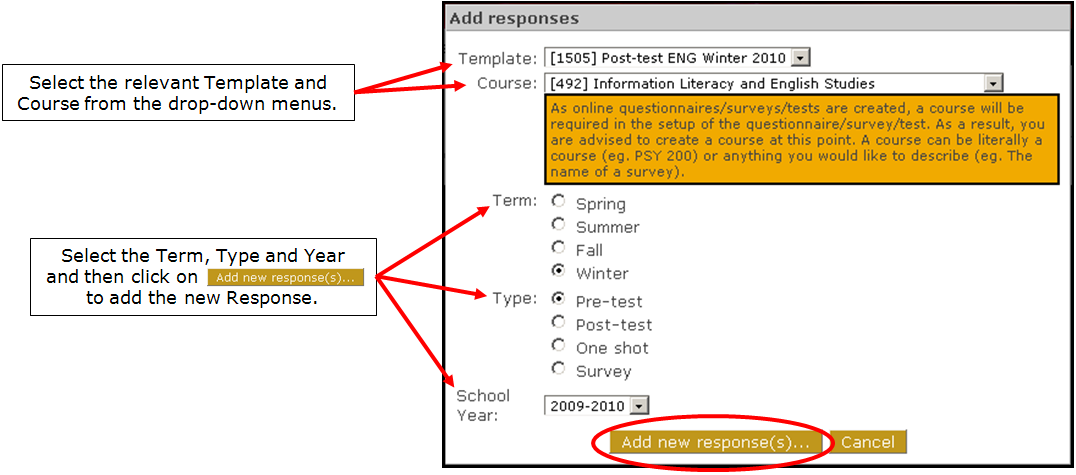 Add responses
Template: [1505] Post-test ENG Winter 2010
Select the relevant Template and
Course from the drop-down menus.
Course: [492] Information Literacy and English Studies
As online questionnaires/surveys/tests are created, a course will be
required in the setup of the questionnaire/survey/test. As a result, you
are advised to create a course at this point. A course can be literally a
course (eg. PSY 200) or anything you would like to describe (eg. The
name of a survey).
Term: Spring
Summer
Fall
Winter
Select the Term, Type and Year
and then click on Add new response(s)...
to add the new Response.
Type: Pre-test
Post-test
One shot
Survey
School
Year: 2009-2010
Add new response(s)... Cancel